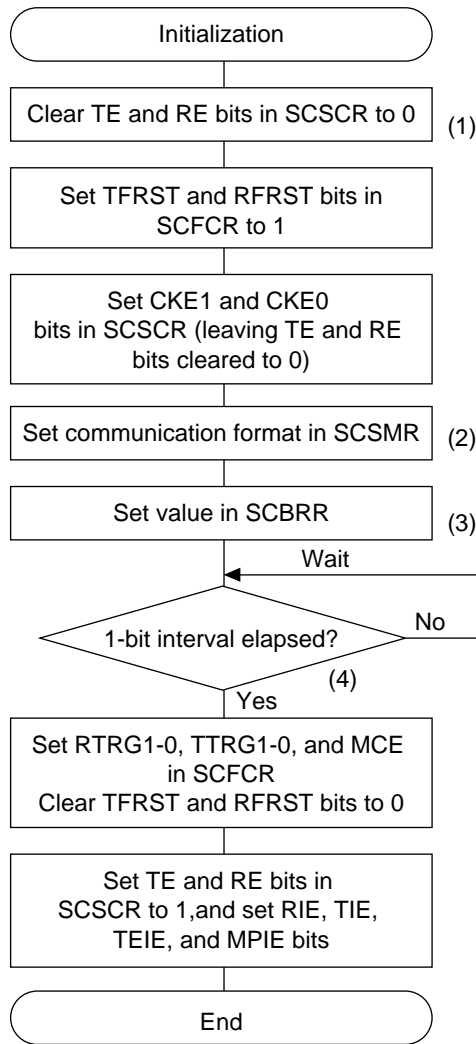 Initialization
Clear TE and RE bits in SCSCR to 0
(1)
Set TFRST and RFRST bits in
SCFCR to 1
Set CKE1 and CKE0
bits in SCSCR (leaving TE and RE
bits cleared to 0)
Set communication format in SCSMR
(2)
Set value in SCBRR
(3)
Wait
1-bit interval elapsed?
No
(4)
Yes
Set RTRG1-0, TTRG1-0, and MCE
in SCFCR
Clear TFRST and RFRST bits to 0
Set TE and RE bits in
SCSCR to 1,and set RIE, TIE,
TEIE, and MPIE bits
End